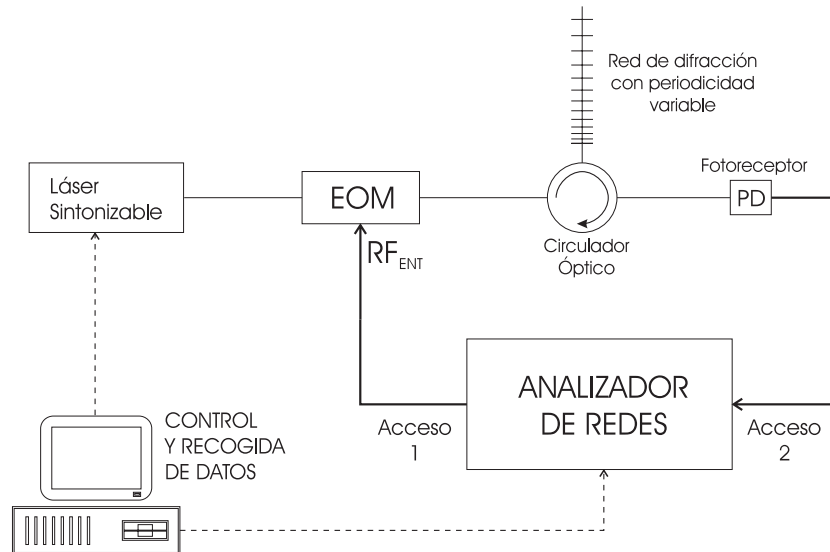 Red de difracción
con periodicidad
variable
Láser
Sintonizable
EOM
Fotoreceptor
PD
Circulador
Óptico
RF ENT
ANALIZADOR
DE REDES
Acceso
1
Acceso
2
CONTROL
Y RECOGIDA
DE DATOS